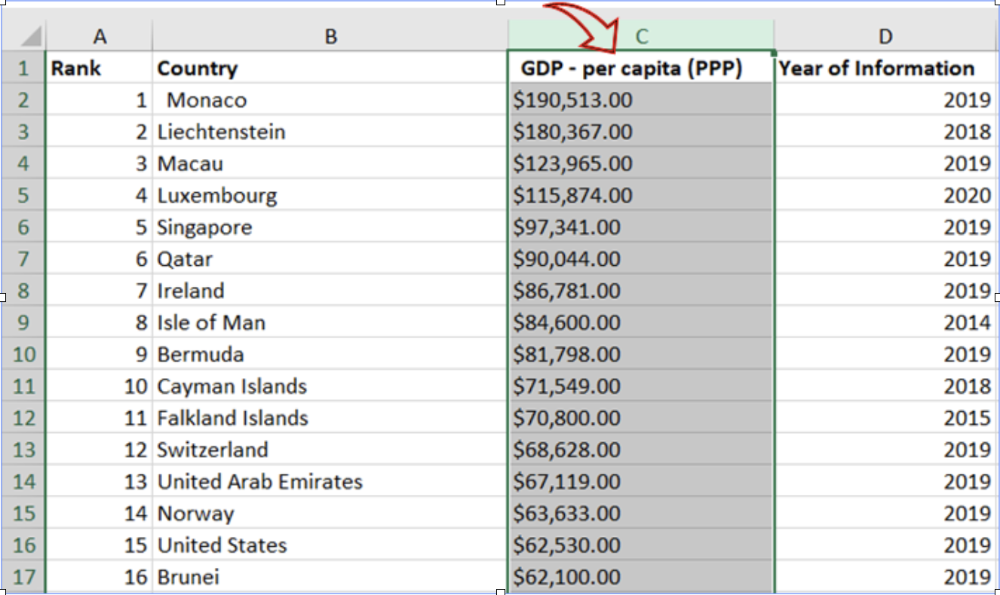 A B C D
1 Rank Country GDP - per capita (PPP) Year of Information
2 1 Monaco $190,513.00 2019
3 2 Liechtenstein $180,367.00 2018
4 3 Macau $123,965.00 2019
5 4 Luxembourg $115,874.00 2020
6 5 Singapore $97,341.00 2019
7 6 Qatar $90,044.00 2019
8 7 Ireland $86,781.00 2019
9 8 Isle of Man $84,600.00 2014
10 9 Bermuda $81,798.00 2019
11 10 Cayman Islands $71,549.00 2018
12 11 Falkland Islands $70,800.00 2015
13 12 Switzerland $68,628.00 2019
14 13 United Arab Emirates $67,119.00 2019
15 14 Norway $63,633.00 2019
16 15 United States $62,530.00 2019
17 16 Brunei $62,100.00 2019